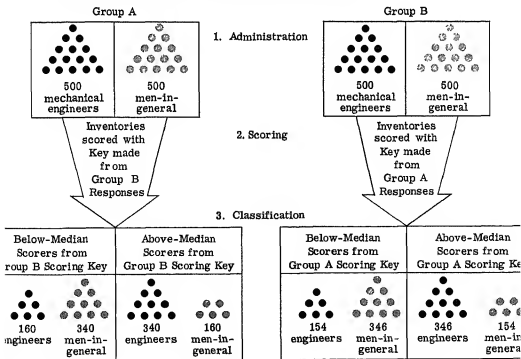 Group A
Group B
1. Administration
500
mechanical
engineers
500
men-in-
general
500
mechanical
engineers
500
men-in-
general
Inventories
scored with
Key made
from
Group B
Responses
2. Scoring
Inventories
scored with
Key made
from
Group A
Responses
3. Classification
Below-Median
Scorers from
roup B Scoring Key
Above-Median
Scorers from
Group B Scoring Key
Below-Median
Scorers from
Group A Scoring Key
Above-Median
Scorers from
Group A Scoring Ke
160
engineers
340
men-in-
general
340
engineers
160
men-in-
general
154
engineers
346
men-in-
general
346
engineers
154
men-in-
genera